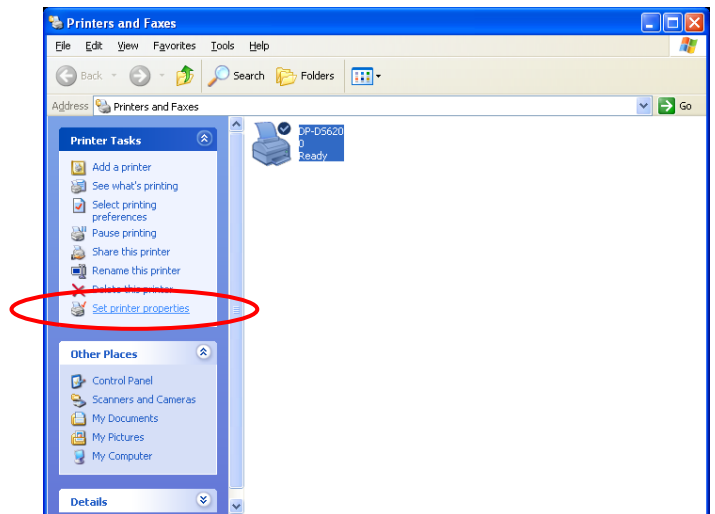 Printers and Faxes
File Edit View Favorites Tools Help
Back Search Folders
Address Printers and Faxes Go
Printer Tasks
Add a printer
See what's printing
Select printing
preferences
Pause printing
Share this printer
Rename this printer
Delete this printer
Set printer properties
Other Places
Control Panel
Scanners and Cameras
My Documents
My Pictures
My Computer
Details
DP-D5620
0
Ready